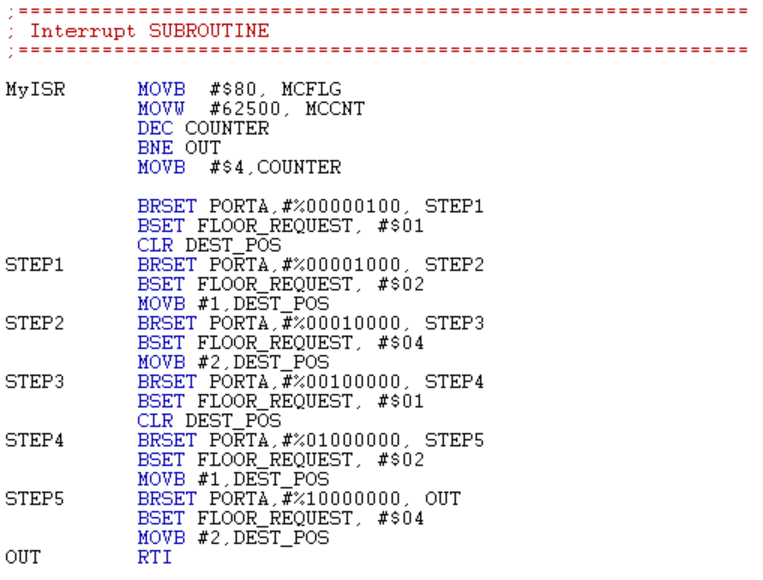 ;==============================================================
; Interrupt SUBROUTINE
;==============================================================
MyISR MOVB #$80, MCFLG
MOVW #62500, MCCNT
DEC COUNTER
BNE OUT
MOVB #$4,COUNTER
BRSET PORTA,#%00000100, STEP1
BSET FLOOR_REQUEST, #$01
CLR DEST_POS
STEP1 BRSET PORTA,#%00001000, STEP2
BSET FLOOR_REQUEST, #$02
MOVB #1,DEST_POS
STEP2 BRSET PORTA,#%00010000, STEP3
BSET FLOOR_REQUEST, #$04
MOVB #2,DEST_POS
STEP3 BRSET PORTA,#%00100000, STEP4
BSET FLOOR_REQUEST, #$01
CLR DEST_POS
STEP4 BRSET PORTA,#%01000000, STEP5
BSET FLOOR_REQUEST, #$02
MOVB #1,DEST_POS
STEP5 BRSET PORTA,#%10000000, OUT
BSET FLOOR_REQUEST, #$04
MOVB #2,DEST_POS
OUT RTI